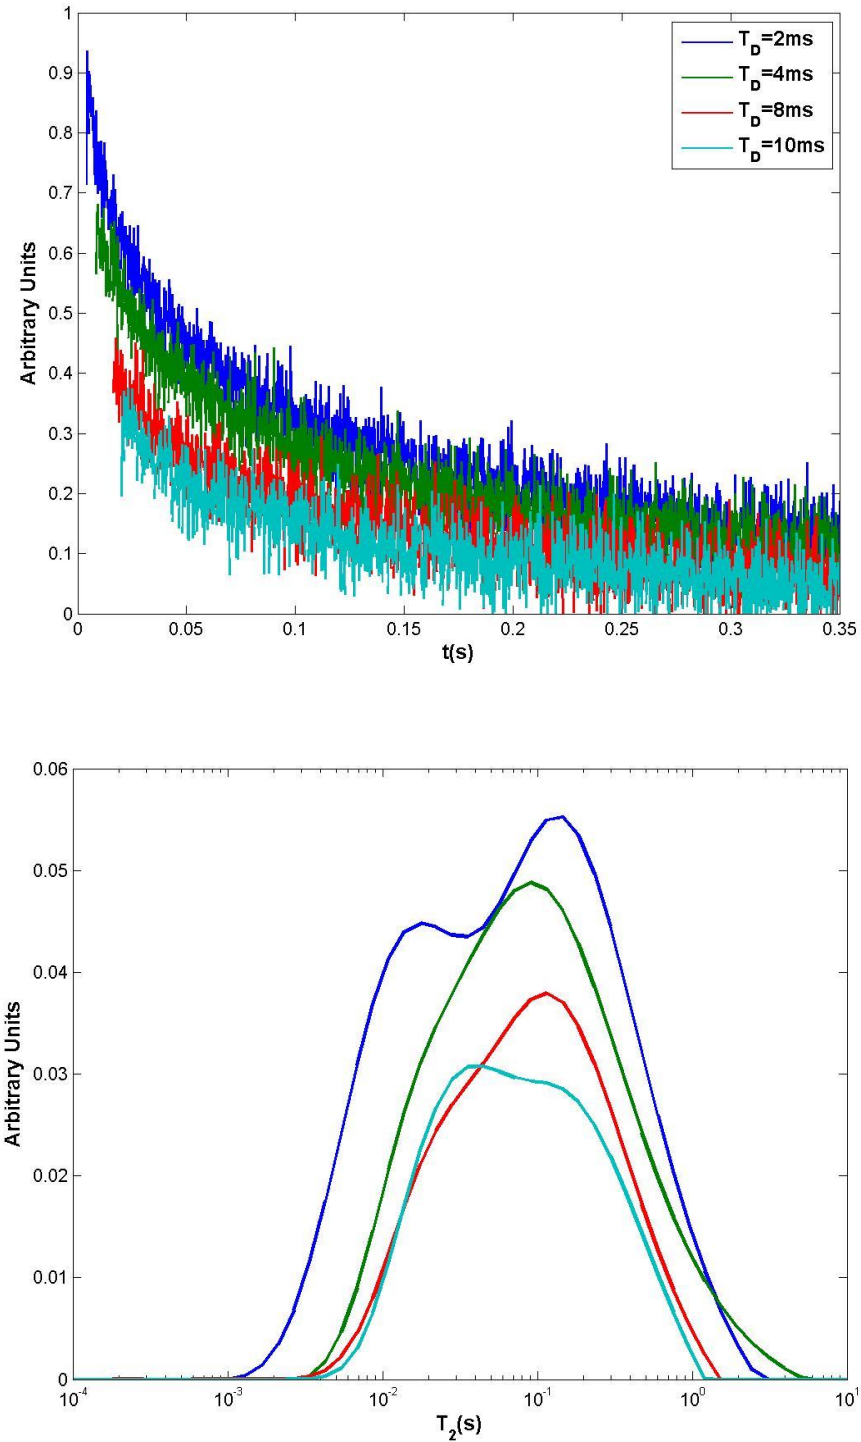 1
0.9
0.8
0.7
0.6
0.5
0.4
0.3
0.2
0.1
0
Arbitrary Units
T_D=2ms
T_D=4ms
T_D=8ms
T_D=10ms
0 0.05 0.1 0.15 0.2 0.25 0.3 0.35
t(s)
0.06
0.05
0.04
0.03
0.02
0.01
0
Arbitrary Units
10^-4 10^-3 10^-2 10^-1 10^0 10^1
T_2(s)